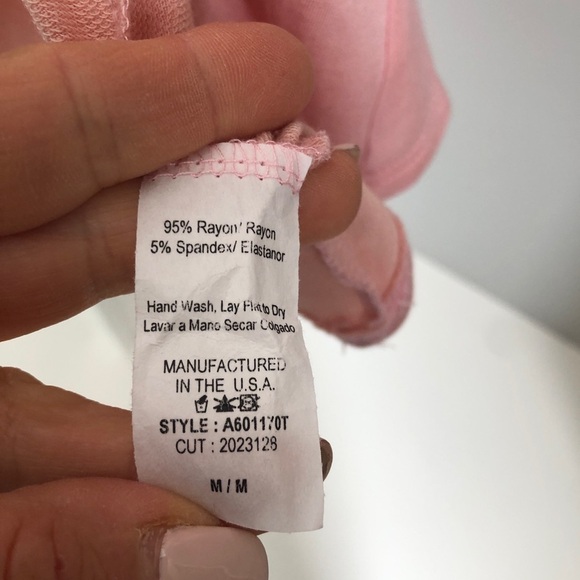 95% Rayon/ Rayon
5% Spandex/ Elastanor
Hand Wash, Lay Flat to Dry
Lavar a Mano Secar Colgado
MANUFACTURED
IN THE U.S.A.
STYLE : A601170T
CUT : 2023128
M / M